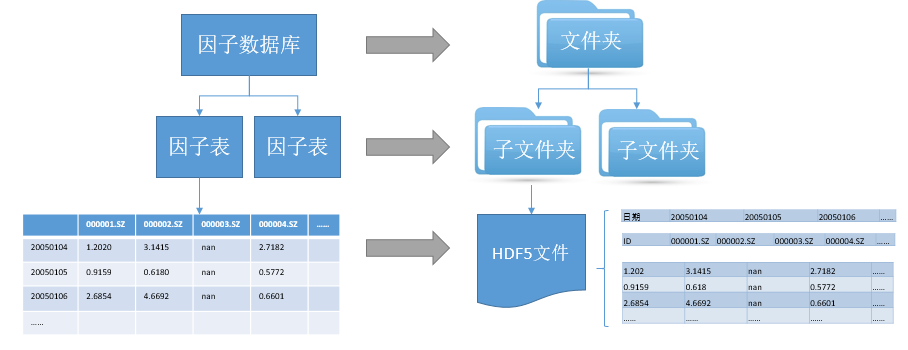 因子数据库
文件夹
因子表
因子表
子文件夹
子文件夹
000001.SZ 000002.SZ 000003.SZ 000004.SZ ......
20050104 1.2020 3.1415 nan 2.7182
20050105 0.9159 0.6180 nan 0.5772
20050106 2.6854 4.6692 nan 0.6601
......
HDF5文件
日期 20050104 20050105 20050106 ......
ID 000001.SZ 000002.SZ 000003.SZ 000004.SZ ......
1.202 3.1415 nan 2.7182 ......
0.9159 0.618 nan 0.5772 ......
2.6854 4.6692 nan 0.6601 ......
...... ...... ...... ......